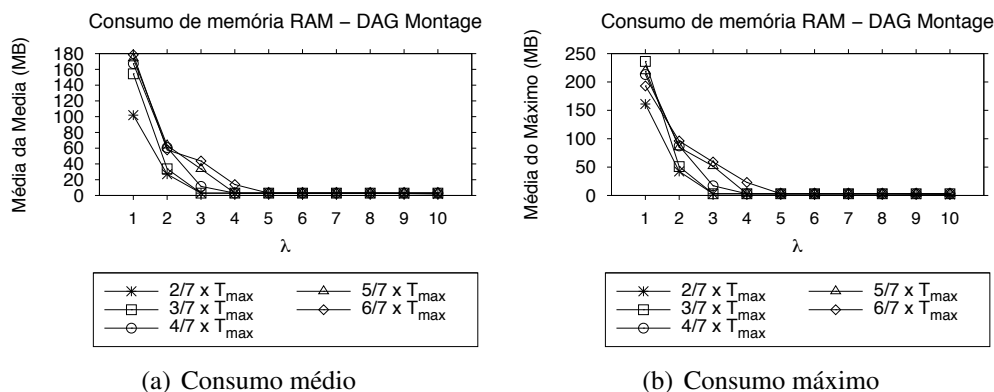 Consumo de memória RAM − DAG Montage
Média da Media (MB)
180
160
140
120
100
80
60
40
20
0
1 2 3 4 5 6 7 8 9 10
λ
2/7 x Tmax
3/7 x Tmax
4/7 x Tmax
5/7 x Tmax
6/7 x Tmax
(a) Consumo médio
Consumo de memória RAM − DAG Montage
Média do Máximo (MB)
250
200
150
100
50
0
1 2 3 4 5 6 7 8 9 10
λ
2/7 x Tmax
3/7 x Tmax
4/7 x Tmax
5/7 x Tmax
6/7 x Tmax
(b) Consumo máximo